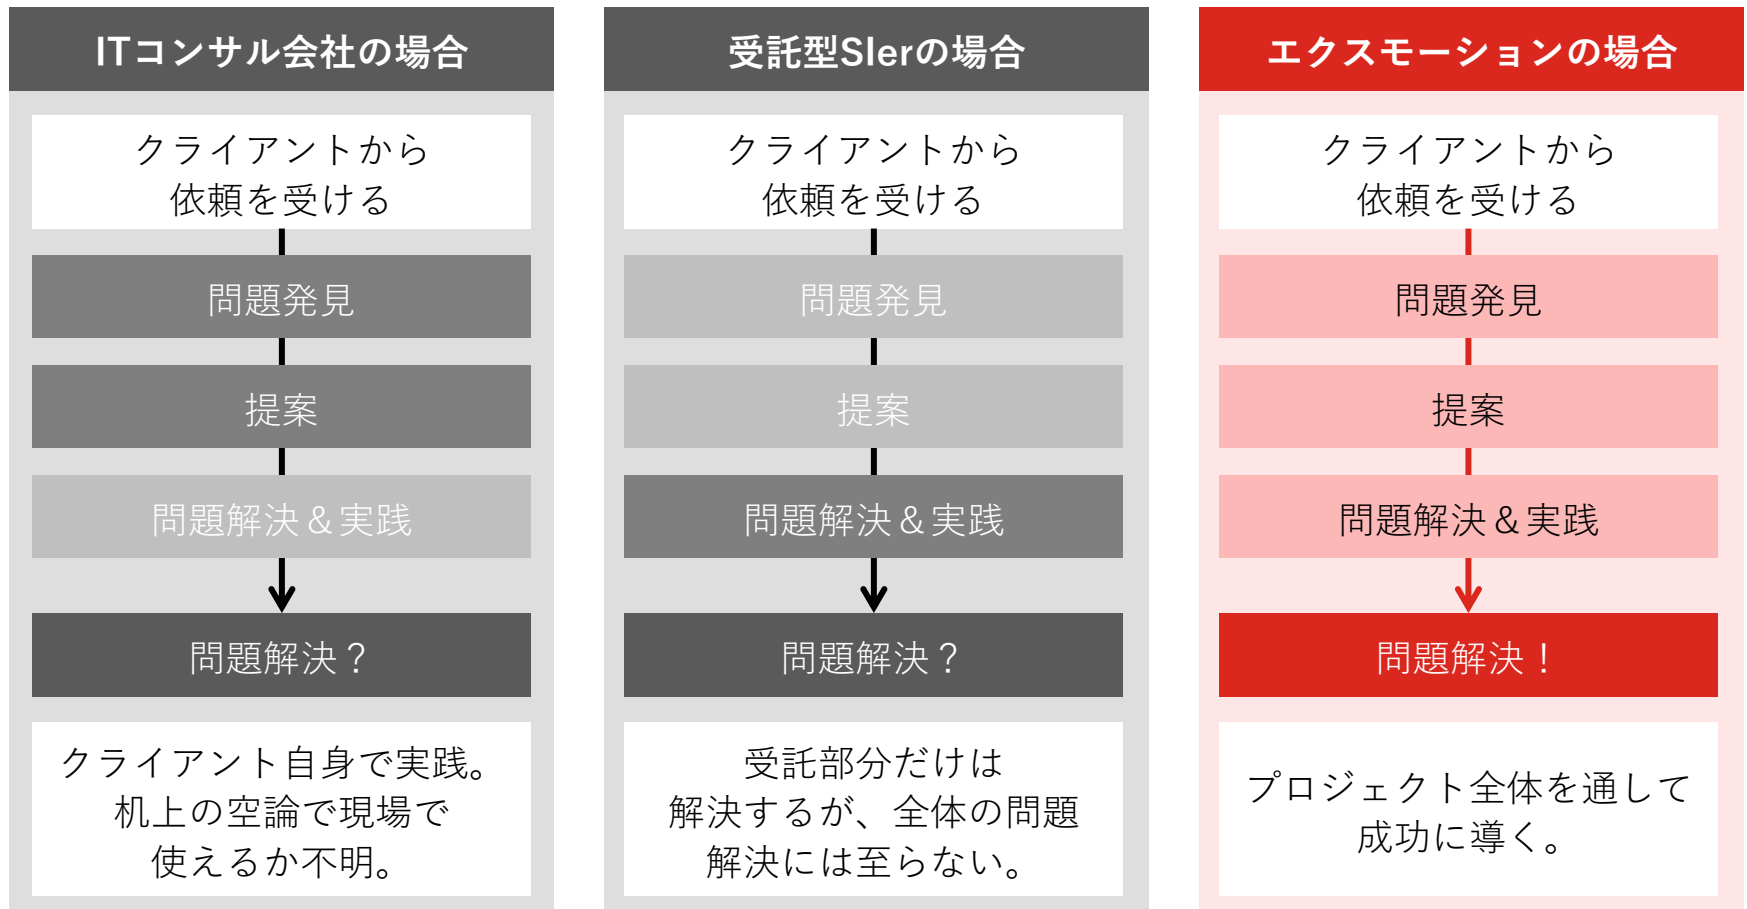 ITコンサル会社の場合
クライアントから
依頼を受ける
問題発見
提案
問題解決＆実践
問題解決？
クライアント自身で実践。
机上の空論で現場で
使えるか不明。
受託型SIerの場合
クライアントから
依頼を受ける
問題発見
提案
問題解決＆実践
問題解決？
受託部分だけは
解決するが、全体の問題
解決には至らない。
エクスモーションの場合
クライアントから
依頼を受ける
問題発見
提案
問題解決＆実践
問題解決！
プロジェクト全体を通して
成功に導く。